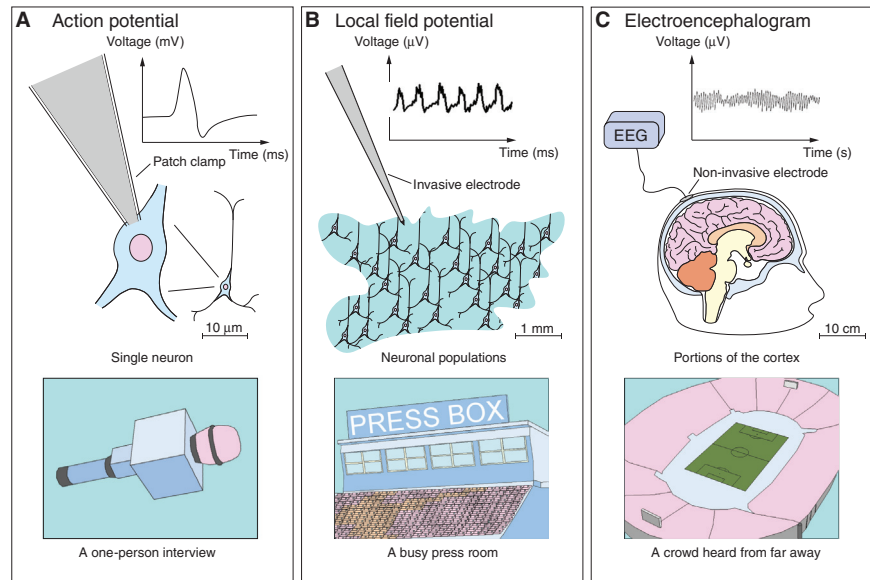 A Action potential
Voltage (mV)
Time (ms)
Patch clamp
10 μm
Single neuron
A one-person interview
B Local field potential
Voltage (μV)
Time (ms)
Invasive electrode
1 mm
Neuronal populations
PRESS BOX
A busy press room
C Electroencephalogram
Voltage (μV)
EEG
Time (s)
Non-invasive electrode
10 cm
Portions of the cortex
A crowd heard from far away